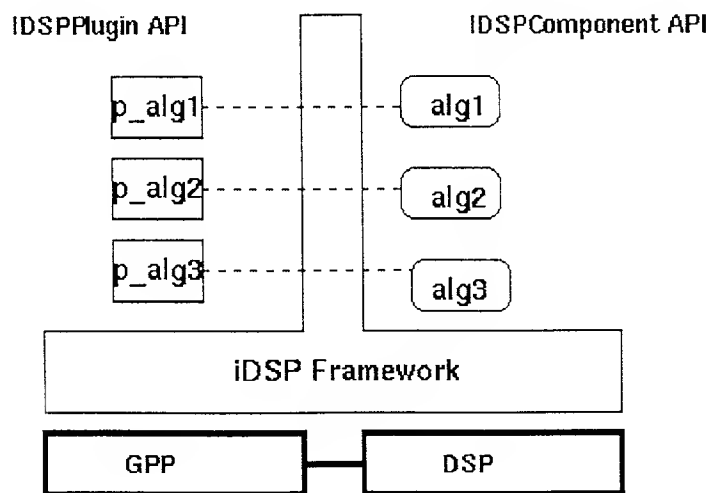 IDSPPlugin API IDSPComponent API
p_alg1 alg1
p_alg2 alg2
p_alg3 alg3
iDSP Framework
GPP DSP